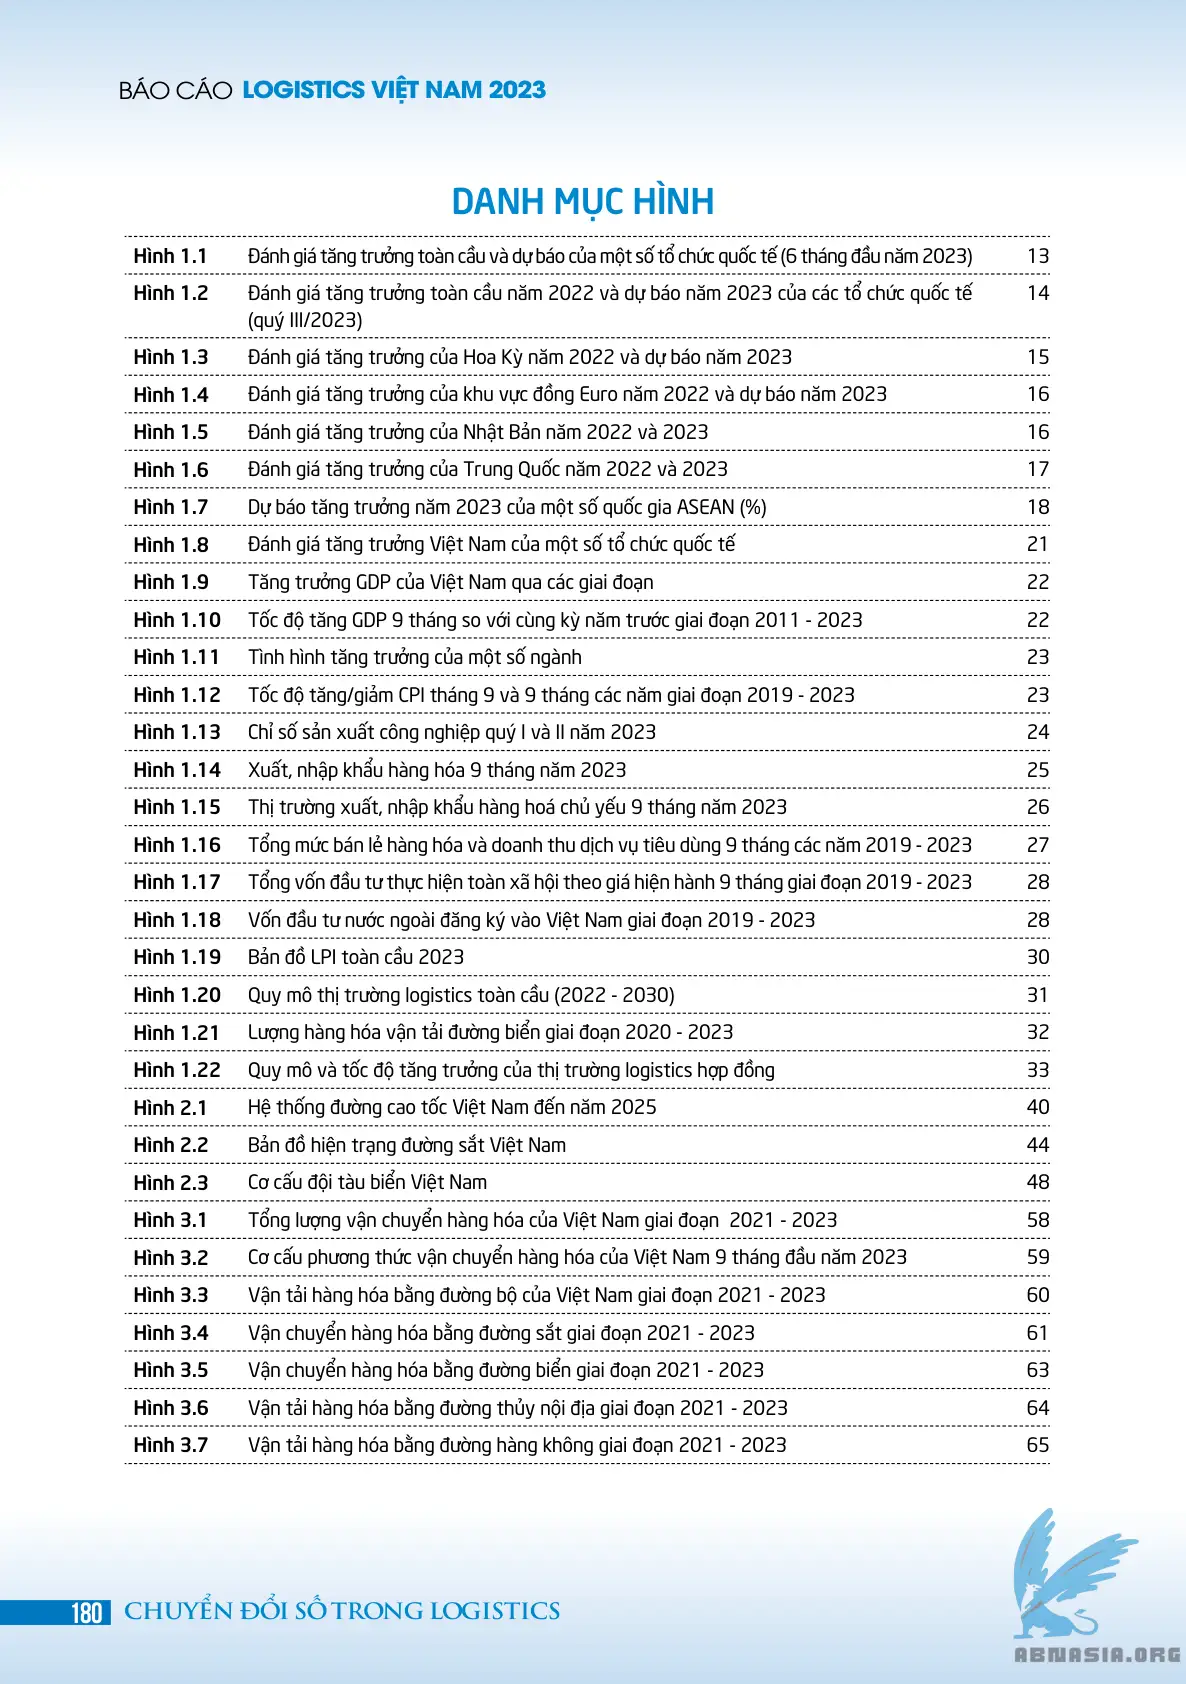 BÁO CÁO LOGISTICS VIỆT NAM 2023
DANH MỤC HÌNH
Hình 1.1 Đánh giá tăng trưởng toàn cầu và dự báo của một số tổ chức quốc tế (6 tháng đầu năm 2023) 13
Hình 1.2 Đánh giá tăng trưởng toàn cầu năm 2022 và dự báo năm 2023 của các tổ chức quốc tế 14
(quý III/2023)
Hình 1.3 Đánh giá tăng trưởng của Hoa Kỳ năm 2022 và dự báo năm 2023 15
Hình 1.4 Đánh giá tăng trưởng của khu vực đồng Euro năm 2022 và dự báo năm 2023 16
Hình 1.5 Đánh giá tăng trưởng của Nhật Bản năm 2022 và 2023 16
Hình 1.6 Đánh giá tăng trưởng của Trung Quốc năm 2022 và 2023 17
Hình 1.7 Dự báo tăng trưởng năm 2023 của một số quốc gia ASEAN (%) 18
Hình 1.8 Đánh giá tăng trưởng Việt Nam của một số tổ chức quốc tế 21
Hình 1.9 Tăng trưởng GDP của Việt Nam qua các giai đoạn 22
Hình 1.10 Tốc độ tăng GDP 9 tháng so với cùng kỳ năm trước giai đoạn 2011 - 2023 22
Hình 1.11 Tình hình tăng trưởng của một số ngành 23
Hình 1.12 Tốc độ tăng/giảm CPI tháng 9 và 9 tháng các năm giai đoạn 2019 - 2023 23
Hình 1.13 Chỉ số sản xuất công nghiệp quý I và II năm 2023 24
Hình 1.14 Xuất, nhập khẩu hàng hóa 9 tháng năm 2023 25
Hình 1.15 Thị trường xuất, nhập khẩu hàng hoá chủ yếu 9 tháng năm 2023 26
Hình 1.16 Tổng mức bán lẻ hàng hóa và doanh thu dịch vụ tiêu dùng 9 tháng các năm 2019 - 2023 27
Hình 1.17 Tổng vốn đầu tư thực hiện toàn xã hội theo giá hiện hành 9 tháng giai đoạn 2019 - 2023 28
Hình 1.18 Vốn đầu tư nước ngoài đăng ký vào Việt Nam giai đoạn 2019 - 2023 28
Hình 1.19 Bản đồ LPI toàn cầu 2023 30
Hình 1.20 Quy mô thị trường logistics toàn cầu (2022 - 2030) 31
Hình 1.21 Lượng hàng hóa vận tải đường biển giai đoạn 2020 - 2023 32
Hình 1.22 Quy mô và tốc độ tăng trưởng của thị trường logistics hợp đồng 33
Hình 2.1 Hệ thống đường cao tốc Việt Nam đến năm 2025 40
Hình 2.2 Bản đồ hiện trạng đường sắt Việt Nam 44
Hình 2.3 Cơ cấu đội tàu biển Việt Nam 48
Hình 3.1 Tổng lượng vận chuyển hàng hóa của Việt Nam giai đoạn 2021 - 2023 58
Hình 3.2 Cơ cấu phương thức vận chuyển hàng hóa của Việt Nam 9 tháng đầu năm 2023 59
Hình 3.3 Vận tải hàng hóa bằng đường bộ của Việt Nam giai đoạn 2021 - 2023 60
Hình 3.4 Vận chuyển hàng hóa bằng đường sắt giai đoạn 2021 - 2023 61
Hình 3.5 Vận chuyển hàng hóa bằng đường biển giai đoạn 2021 - 2023 63
Hình 3.6 Vận tải hàng hóa bằng đường thủy nội địa giai đoạn 2021 - 2023 64
Hình 3.7 Vận tải hàng hóa bằng đường hàng không giai đoạn 2021 - 2023 65
180 CHUYỂN ĐỔI SỐ TRONG LOGISTICS
ABNASIA.ORG